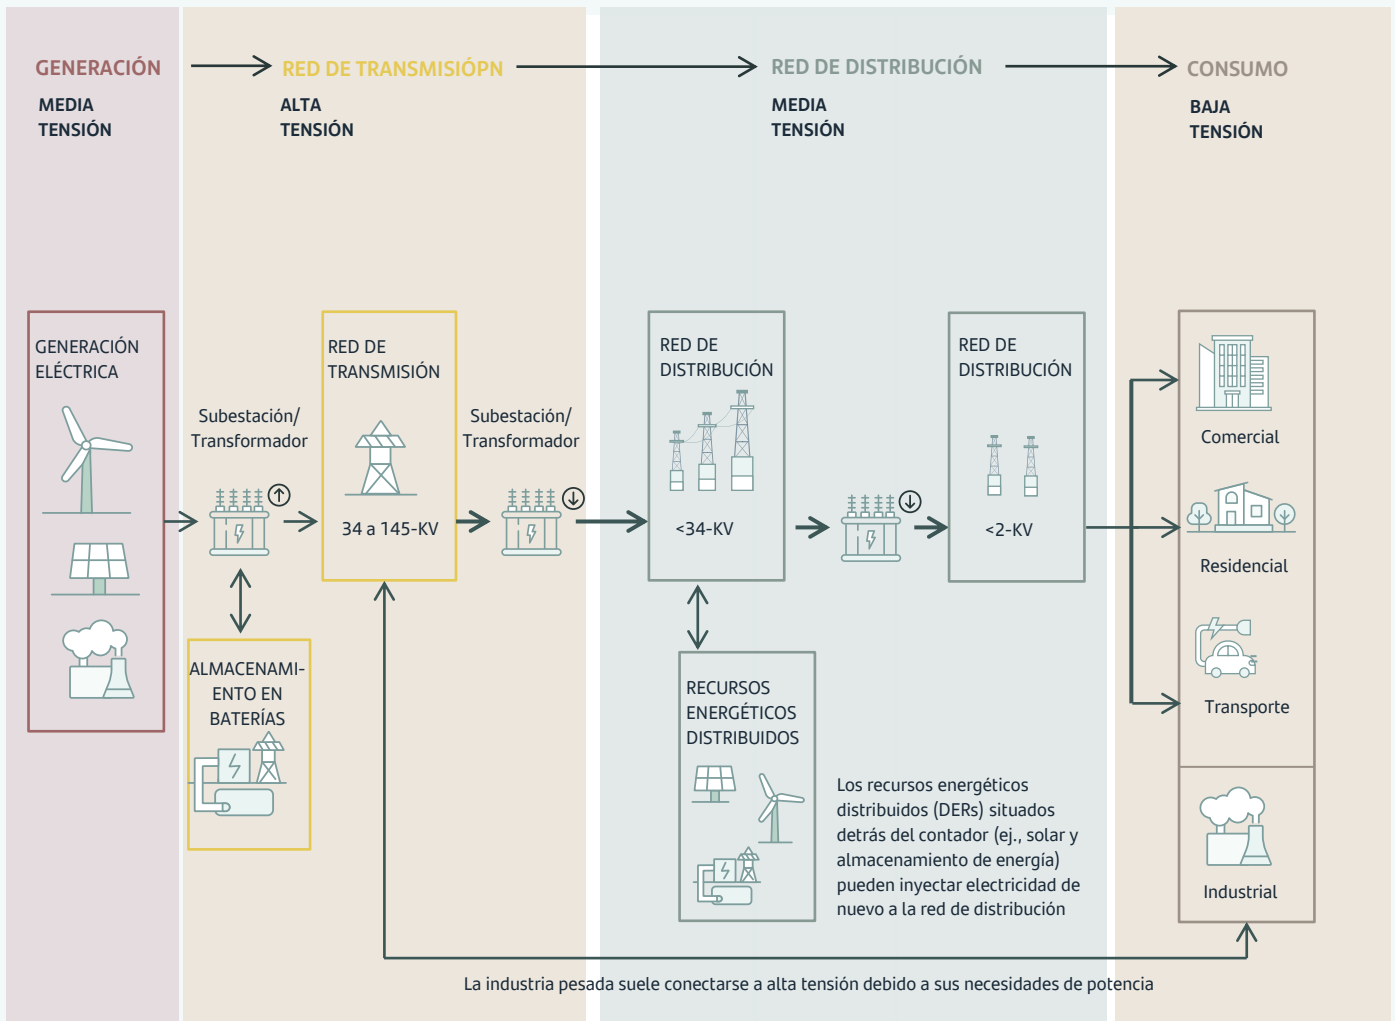 GENERACIÓN
MEDIA
TENSIÓN
RED DE TRANSMISIÓPN
ALTA
TENSIÓN
RED DE DISTRIBUCIÓN
MEDIA
TENSIÓN
CONSUMO
BAJA
TENSIÓN
GENERACIÓN
ELÉCTRICA
Subestación/
Transformador
ALMACENAMI-
ENTO EN
BATERÍAS
RED DE
TRANSMISIÓN
34 a 145-KV
Subestación/
Transformador
RED DE
DISTRIBUCIÓN
<34-KV
RECURSOS
ENERGÉTICOS
DISTRIBUIDOS
Los recursos energéticos
distribuidos (DERs) situados
detrás del contador (ej., solar y
almacenamiento de energía)
pueden inyectar electricidad de
nuevo a la red de distribución
RED DE
DISTRIBUCIÓN
<2-KV
Comercial
Residencial
Transporte
Industrial
La industria pesada suele conectarse a alta tensión debido a sus necesidades de potencia